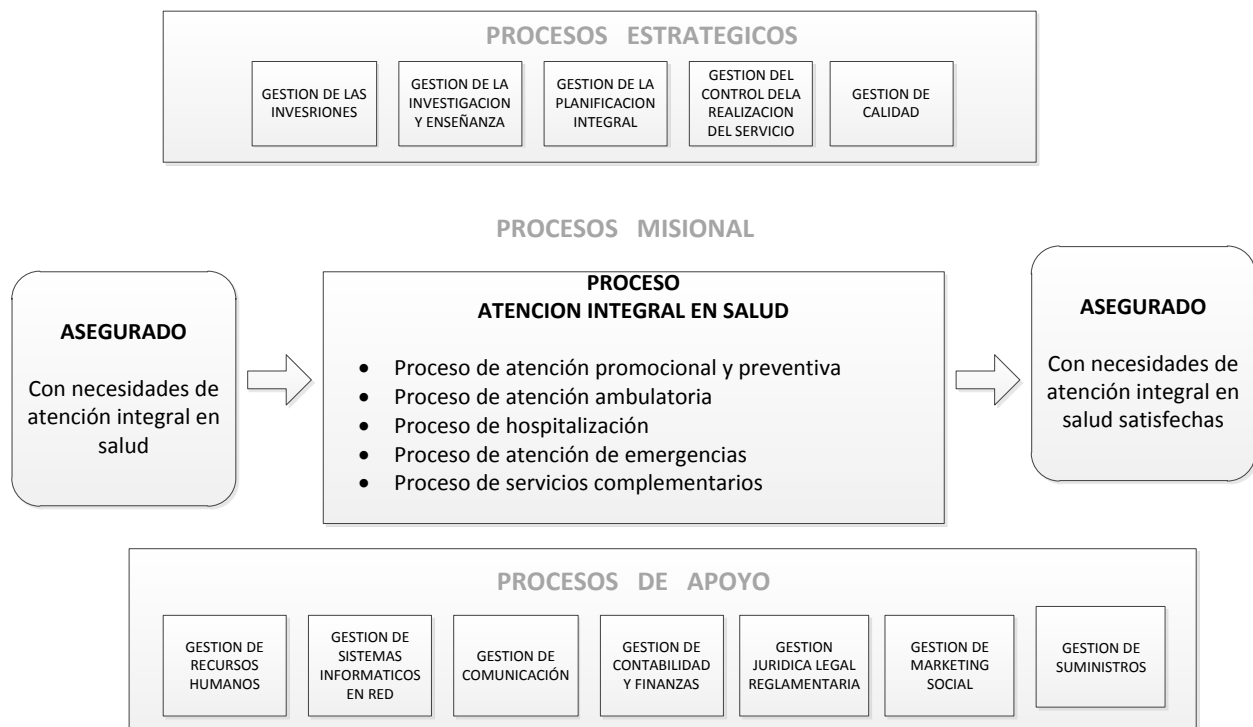 PROCESOS ESTRATEGICOS
GESTION DE LAS
INVESRIONES
GESTION DE LA
INVESTIGACION
Y ENSEÑANZA
GESTION DE LA
PLANIFICACION
INTEGRAL
GESTION DEL
CONTROL DELA
REALIZACION
DEL SERVICIO
GESTION DE
CALIDAD
PROCESOS MISIONAL
ASEGURADO
Con necesidades de
atención integral en
salud
PROCESO
ATENCION INTEGRAL EN SALUD
• Proceso de atención promocional y preventiva
• Proceso de atención ambulatoria
• Proceso de hospitalización
• Proceso de atención de emergencias
• Proceso de servicios complementarios
ASEGURADO
Con necesidades de
atención integral en
salud satisfechas
PROCESOS DE APOYO
GESTION DE
RECURSOS
HUMANOS
GESTION DE
SISTEMAS
INFORMATICOS
EN RED
GESTION DE
COMUNICACIÓN
GESTION DE
CONTABILIDAD
Y FINANZAS
GESTION
JURIDICA LEGAL
REGLAMENTARIA
GESTION DE
MARKETING
SOCIAL
GESTION DE
SUMINISTROS